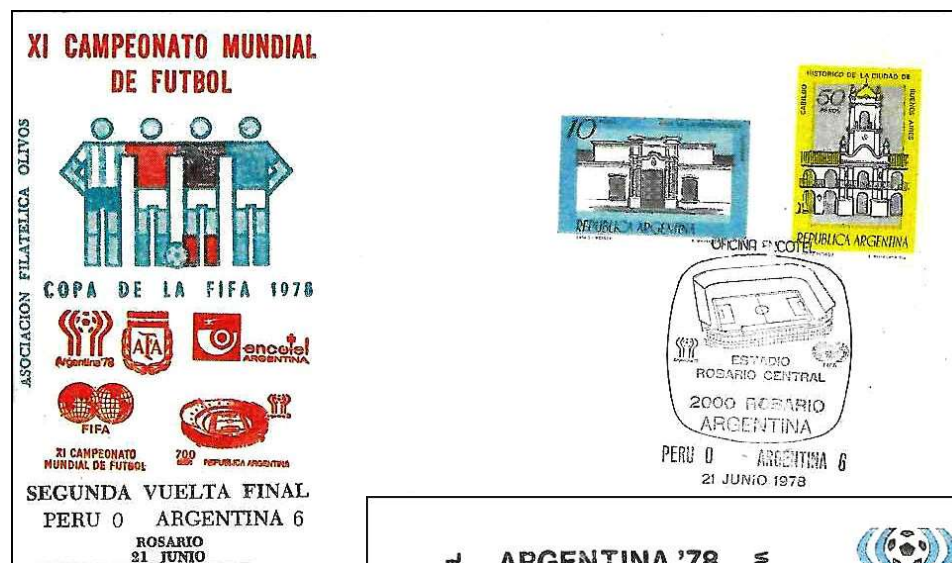 XI CAMPEONATO MUNDIAL
DE FUTBOL
ASOCIACION FILATELICA OLIVOS
COPA DE LA FIFA 1978
Argentina'78
AFA
encotel
ARGENTINA
FIFA
XI CAMPEONATO
MUNDIAL DE FUTBOL
700
REPUBLICA ARGENTINA
SEGUNDA VUELTA FINAL
PERU 0 ARGENTINA 6
ROSARIO
21 JUNIO
10
REPUBLICA ARGENTINA
HISTORICO DE LA CIUDAD DE
CABILDO
BUENOS AIRES
50
PESOS
REPUBLICA ARGENTINA
OFICINA ENCOTEL
FIFA
ESTADIO
ROSARIO CENTRAL
2000 ROSARIO
ARGENTINA
PERU 0 - ARGENTINA 6
21 JUNIO 1978
ARGENTINA '78